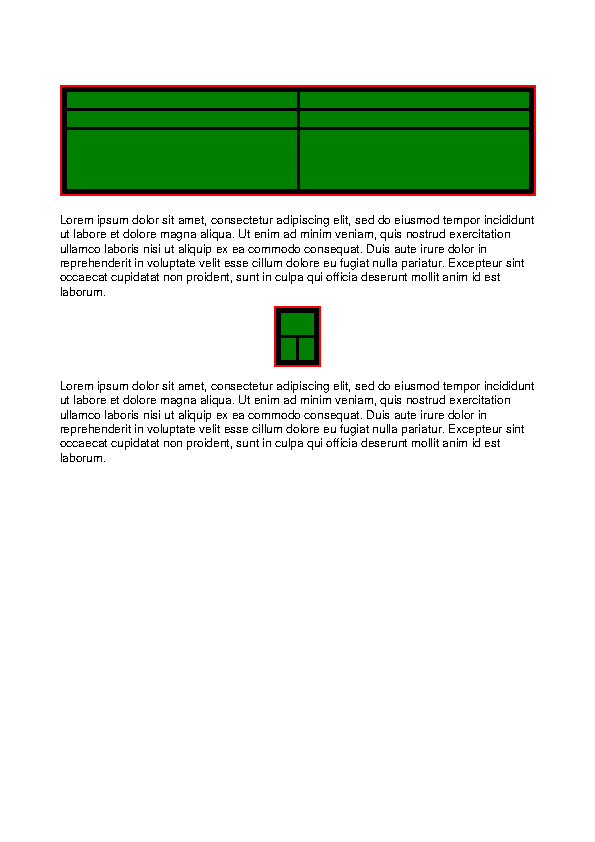 Lorem ipsum dolor sit amet, consectetur adipiscing elit, sed do eiusmod tempor incididunt
ut labore et dolore magna aliqua. Ut enim ad minim veniam, quis nostrud exercitation
ullamco laboris nisi ut aliquip ex ea commodo consequat. Duis aute irure dolor in
reprehenderit in voluptate velit esse cillum dolore eu fugiat nulla pariatur. Excepteur sint
occaecat cupidatat non proident, sunt in culpa qui officia deserunt mollit anim id est
laborum.
Lorem ipsum dolor sit amet, consectetur adipiscing elit, sed do eiusmod tempor incididunt
ut labore et dolore magna aliqua. Ut enim ad minim veniam, quis nostrud exercitation
ullamco laboris nisi ut aliquip ex ea commodo consequat. Duis aute irure dolor in
reprehenderit in voluptate velit esse cillum dolore eu fugiat nulla pariatur. Excepteur sint
occaecat cupidatat non proident, sunt in culpa qui officia deserunt mollit anim id est
laborum.